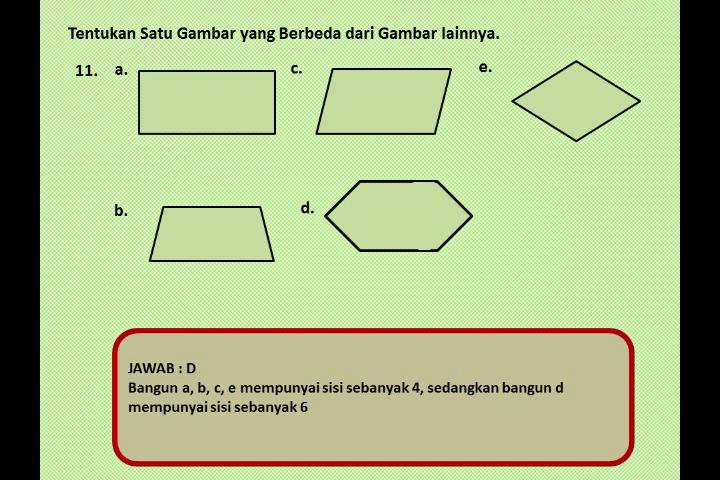 Tentukan Satu Gambar yang Berbeda dari Gambar lainnya.
11. a. c. e.
b. d.
JAWAB : D
Bangun a, b, c, e mempunyai sisi sebanyak 4, sedangkan bangun d
mempunyai sisi sebanyak 6